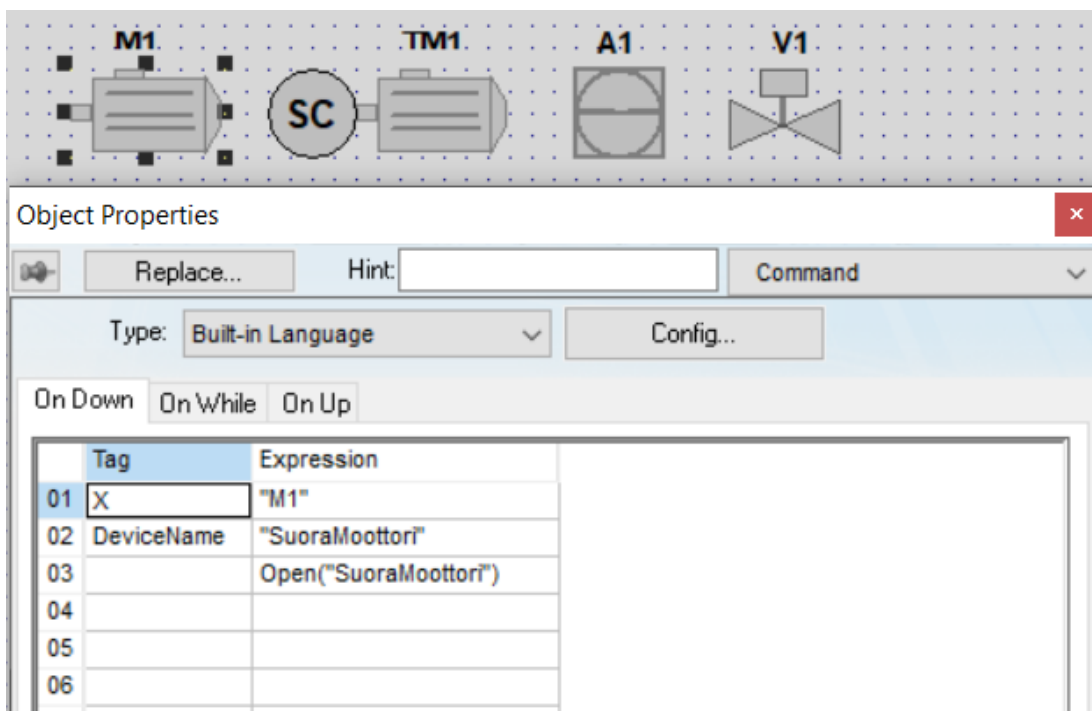 M1 TM1 A1 V1
SC
Object Properties
Replace... Hint: Command
Type: Built-in Language Config...
On Down On While On Up
Tag Expression
01 X "M1"
02 DeviceName "SuoraMoottori"
03 Open("SuoraMoottori")
04
05
06